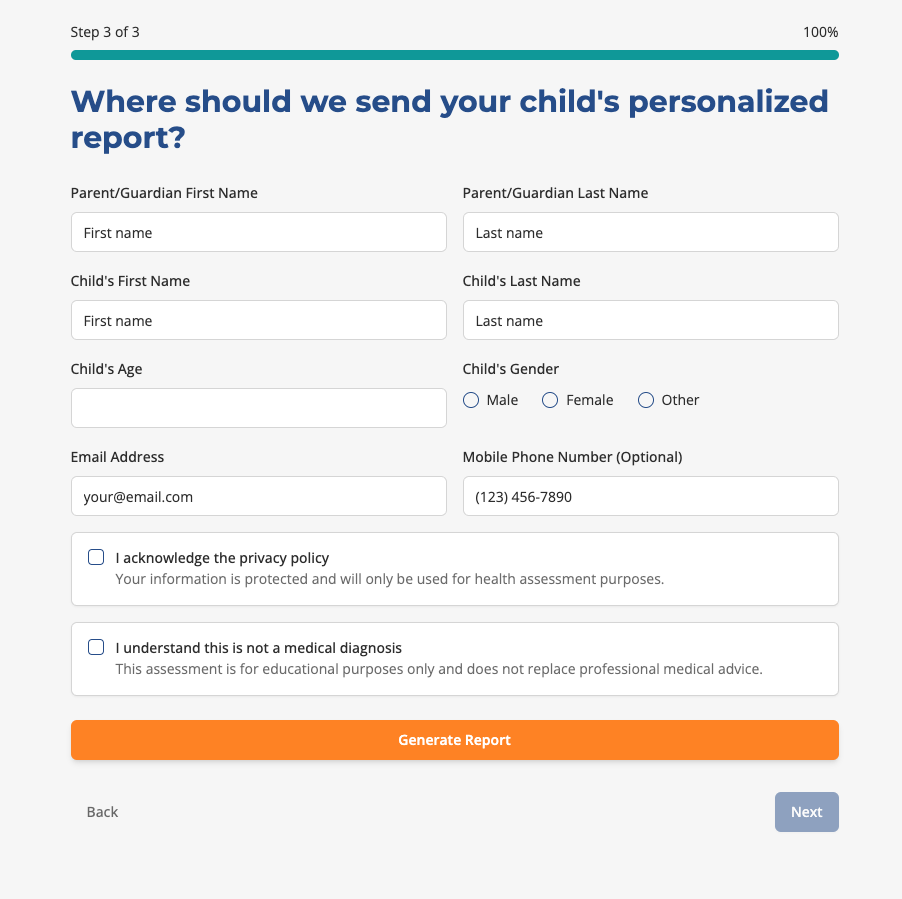 Step 3 of 3 100%
Where should we send your child's personalized
report?
Parent/Guardian First Name Parent/Guardian Last Name
First name Last name
Child's First Name Child's Last Name
First name Last name
Child's Age Child's Gender
Male Female Other
Email Address Mobile Phone Number (Optional)
your@email.com (123) 456-7890
I acknowledge the privacy policy
Your information is protected and will only be used for health assessment purposes.
I understand this is not a medical diagnosis
This assessment is for educational purposes only and does not replace professional medical advice.
Generate Report
Back Next